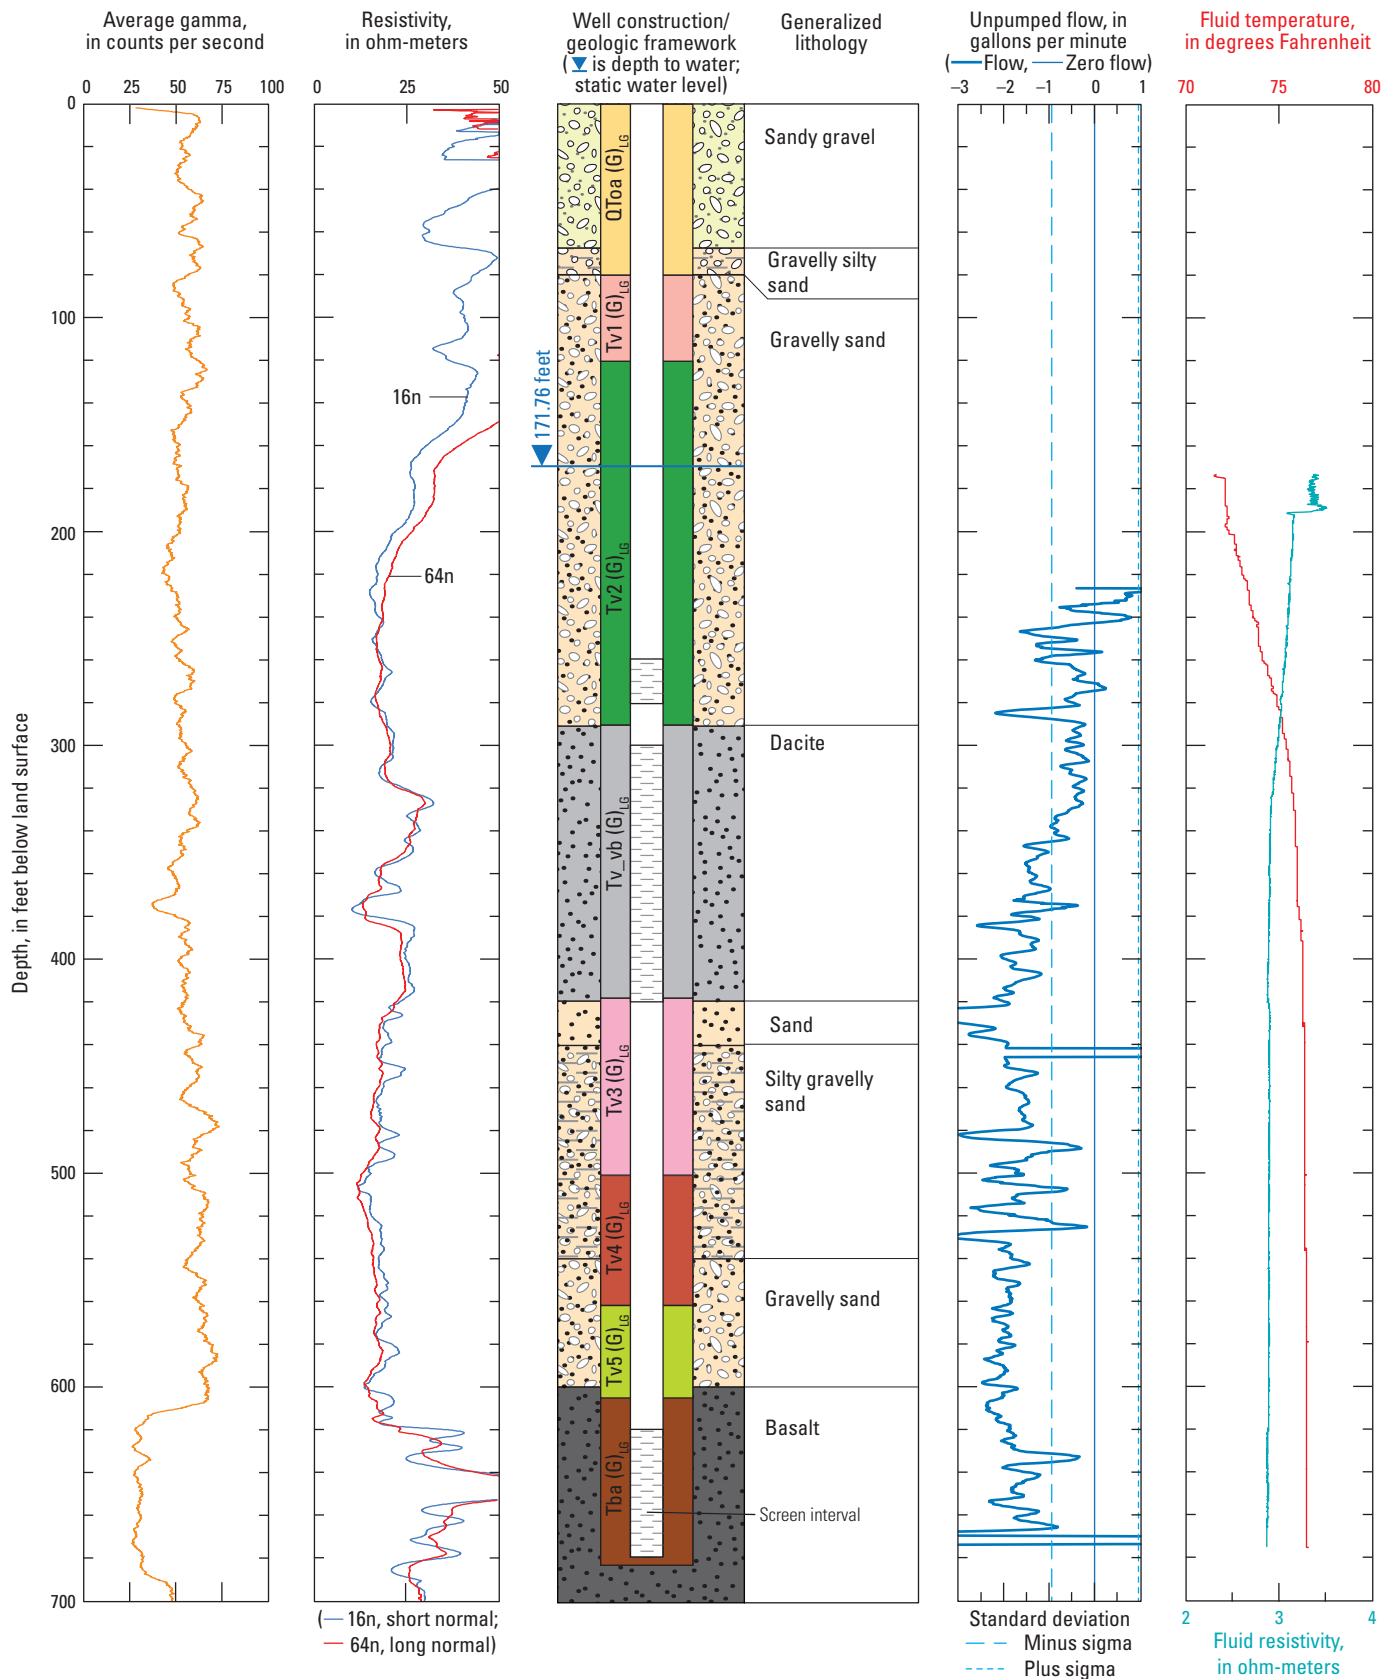 Average gamma,
in counts per second
Resistivity,
in ohm-meters
Well construction/
geologic framework
( is depth to water;
static water level)
Generalized
lithology
Unpumped flow, in
gallons per minute
( Flow, Zero flow)
Fluid temperature,
in degrees Fahrenheit
0 25 50 75 100
0 25 50
−3 −2 −1 0 1
70 75 80
Depth, in feet below land surface
0
100
200
300
400
500
600
700
16n
64n
171.76 feet
QToa (G)LG
Tv1 (G)LG
Tv2 (G)LG
Tv_vb (G)LG
Tv3 (G)LG
Tv4 (G)LG
Tv5 (G)LG
Tba (G)LG
Sandy gravel
Gravelly silty
sand
Gravelly sand
Dacite
Sand
Silty gravelly
sand
Gravelly sand
Basalt
Screen interval
( 16n, short normal;
64n, long normal)
Standard deviation
Minus sigma
Plus sigma
2 3 4
Fluid resistivity,
in ohm-meters